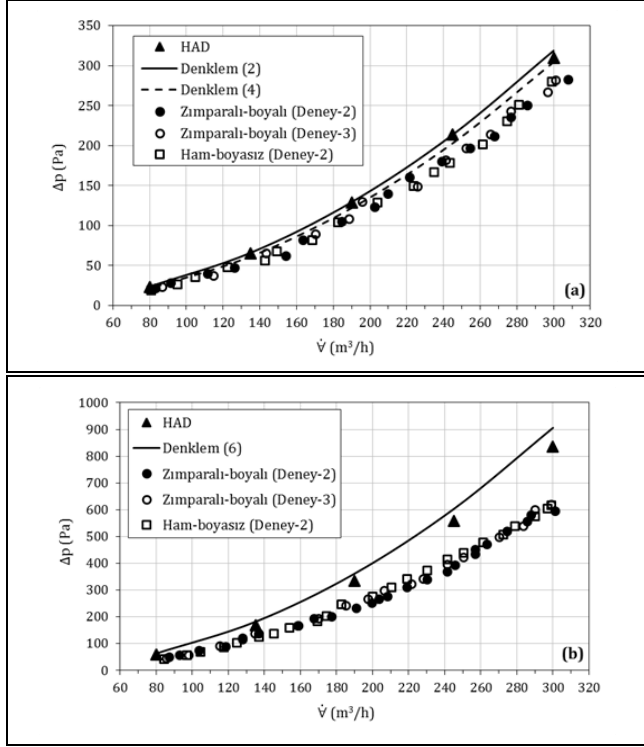 350
300
250
200
150
100
50
0
Δp (Pa)
▲ HAD
Denklem (2)
Denklem (4)
Zımparalı-boyalı (Deney-2)
Zımparalı-boyalı (Deney-3)
Ham-boyasız (Deney-2)
(a)
60 80 100 120 140 160 180 200 220 240 260 280 300 320
V̇ (m³/h)
1000
900
800
700
600
500
400
300
200
100
0
Δp (Pa)
▲ HAD
Denklem (6)
Zımparalı-boyalı (Deney-2)
Zımparalı-boyalı (Deney-3)
Ham-boyasız (Deney-2)
(b)
60 80 100 120 140 160 180 200 220 240 260 280 300 320
V̇ (m³/h)